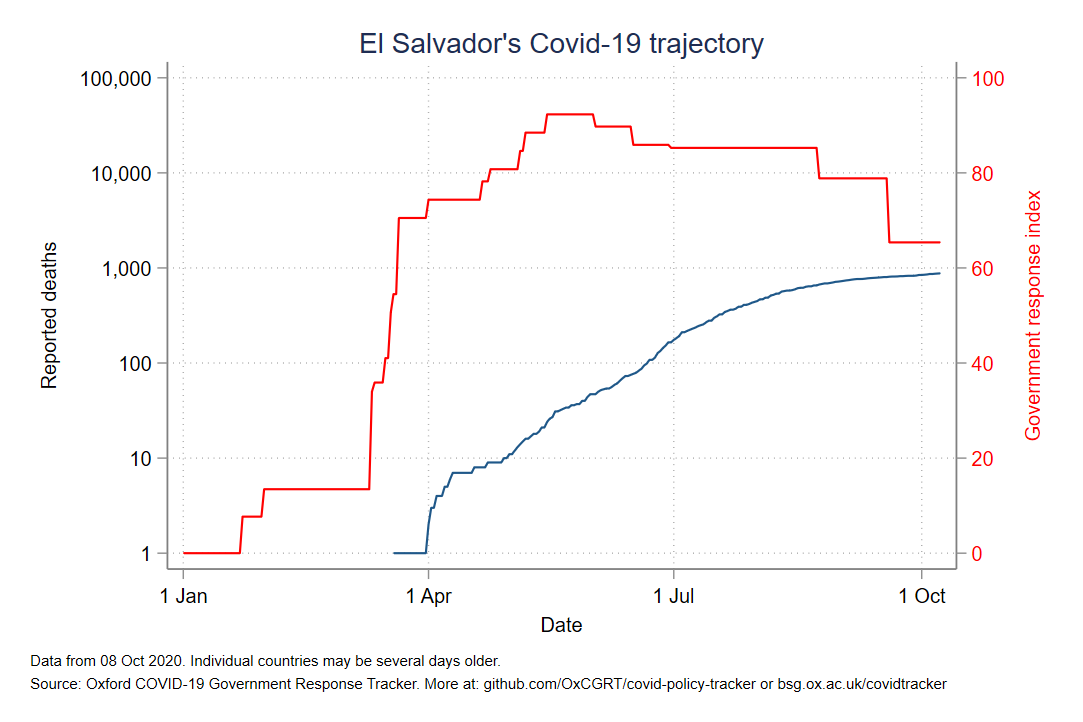 El Salvador's Covid-19 trajectory
100,000
10,000
1,000
100
10
1
Reported deaths
100
80
60
40
20
0
Government response index
1 Jan
1 Apr
1 Jul
1 Oct
Date
Data from 08 Oct 2020. Individual countries may be several days older.
Source: Oxford COVID-19 Government Response Tracker. More at: github.com/OxCGRT/covid-policy-tracker or bsg.ox.ac.uk/covidtracker